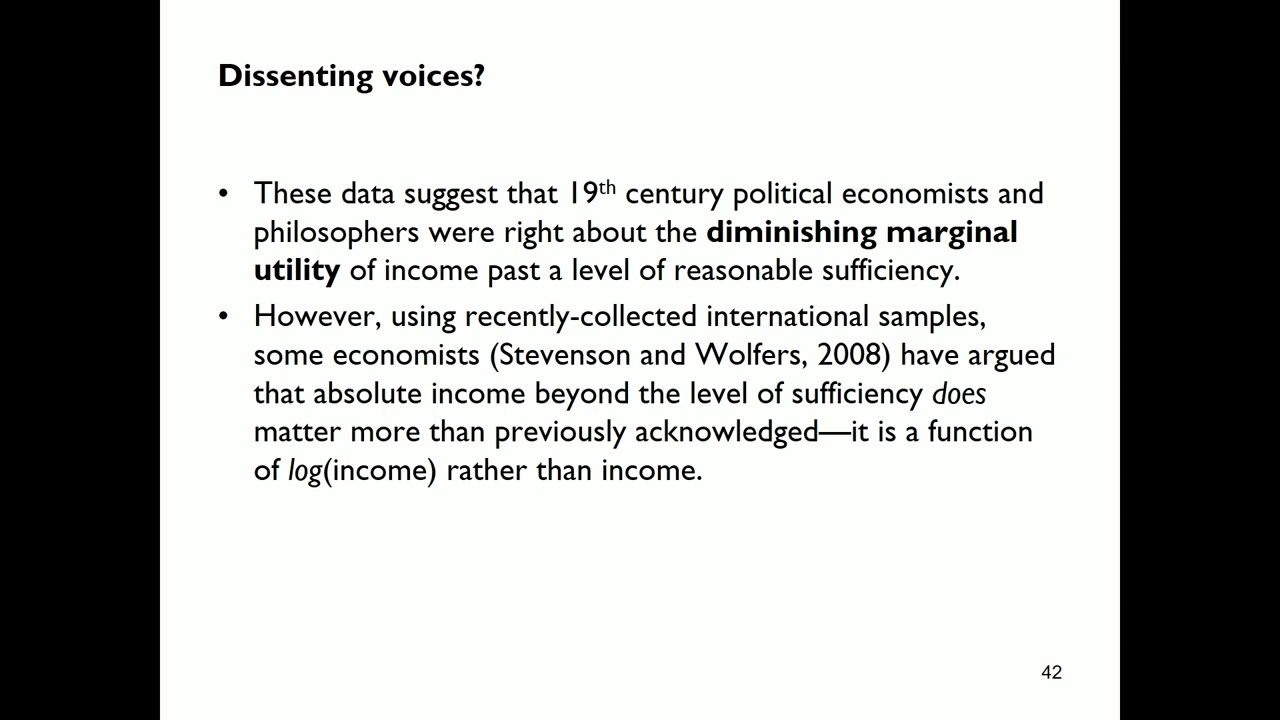 Dissenting voices?
• These data suggest that 19th century political economists and
philosophers were right about the diminishing marginal
utility of income past a level of reasonable sufficiency.
• However, using recently-collected international samples,
some economists (Stevenson and Wolfers, 2008) have argued
that absolute income beyond the level of sufficiency does
matter more than previously acknowledged—it is a function
of log(income) rather than income.
42